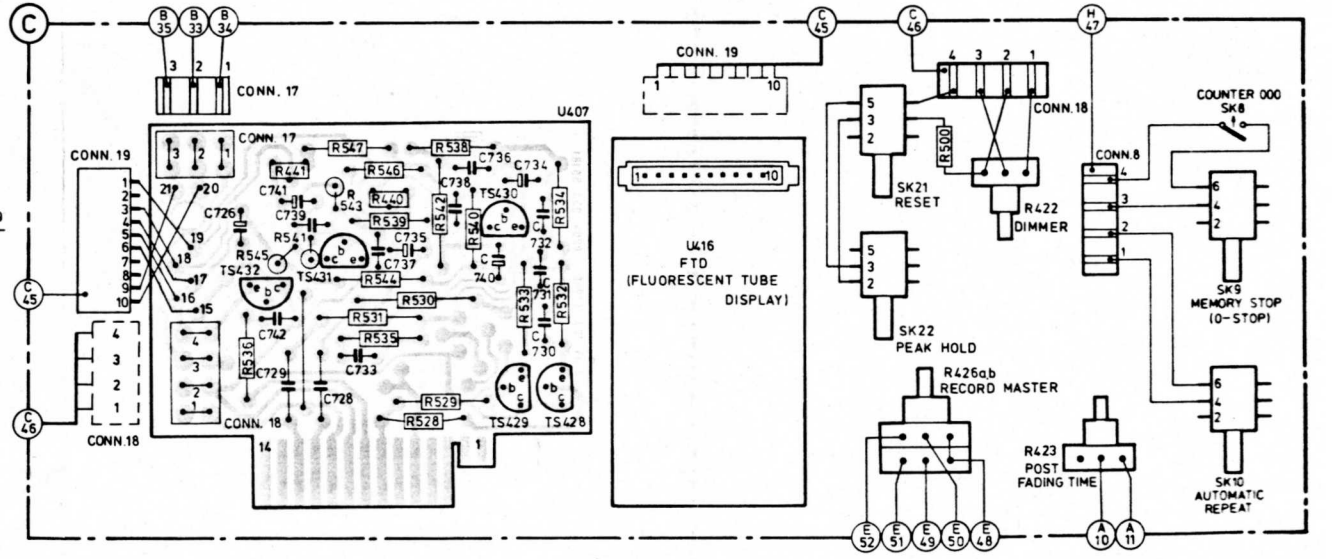 C
B 35
B 33
B 34
C 45
C 46
H 47
3 2 1
CONN. 17
CONN. 19
1 10
4 3 2 1
CONN.18
COUNTER 000
SK8
U407
CONN. 17
3 2 1
21 20
CONN. 19
1
2
3
4
5
6
7
8
9
10
19
18
17
16
15
R547
R538
R441
R546
C736
C734
C741
R 543
R440
C738
TS430
R534
C726
C739
R539
R542
R540
b
c e
C 732
R541
b
c e
C735
C 740
R545
TS431
C737
TS432
R544
e b c
C 731
R533
R532
R530
C742
R531
C 730
R536
R535
C733
C729
C728
R529
R528
e b c
e b c
TS429
TS428
4
3
2
1
CONN. 18
14
1
C 45
4
3
2
1
C 46
CONN.18
1 10
U416
FTD
(FLUORESCENT TUBE
DISPLAY)
5
3
2
SK21
RESET
R500
R422
DIMMER
5
3
2
SK22
PEAK HOLD
R426a,b
RECORD MASTER
E 52
E 51
E 49
E 50
E 48
CONN.8
4
3
2
1
6
4
2
SK9
MEMORY STOP
(0-STOP)
6
4
2
SK10
AUTOMATIC
REPEAT
R423
POST
FADING TIME
A 10
A 11